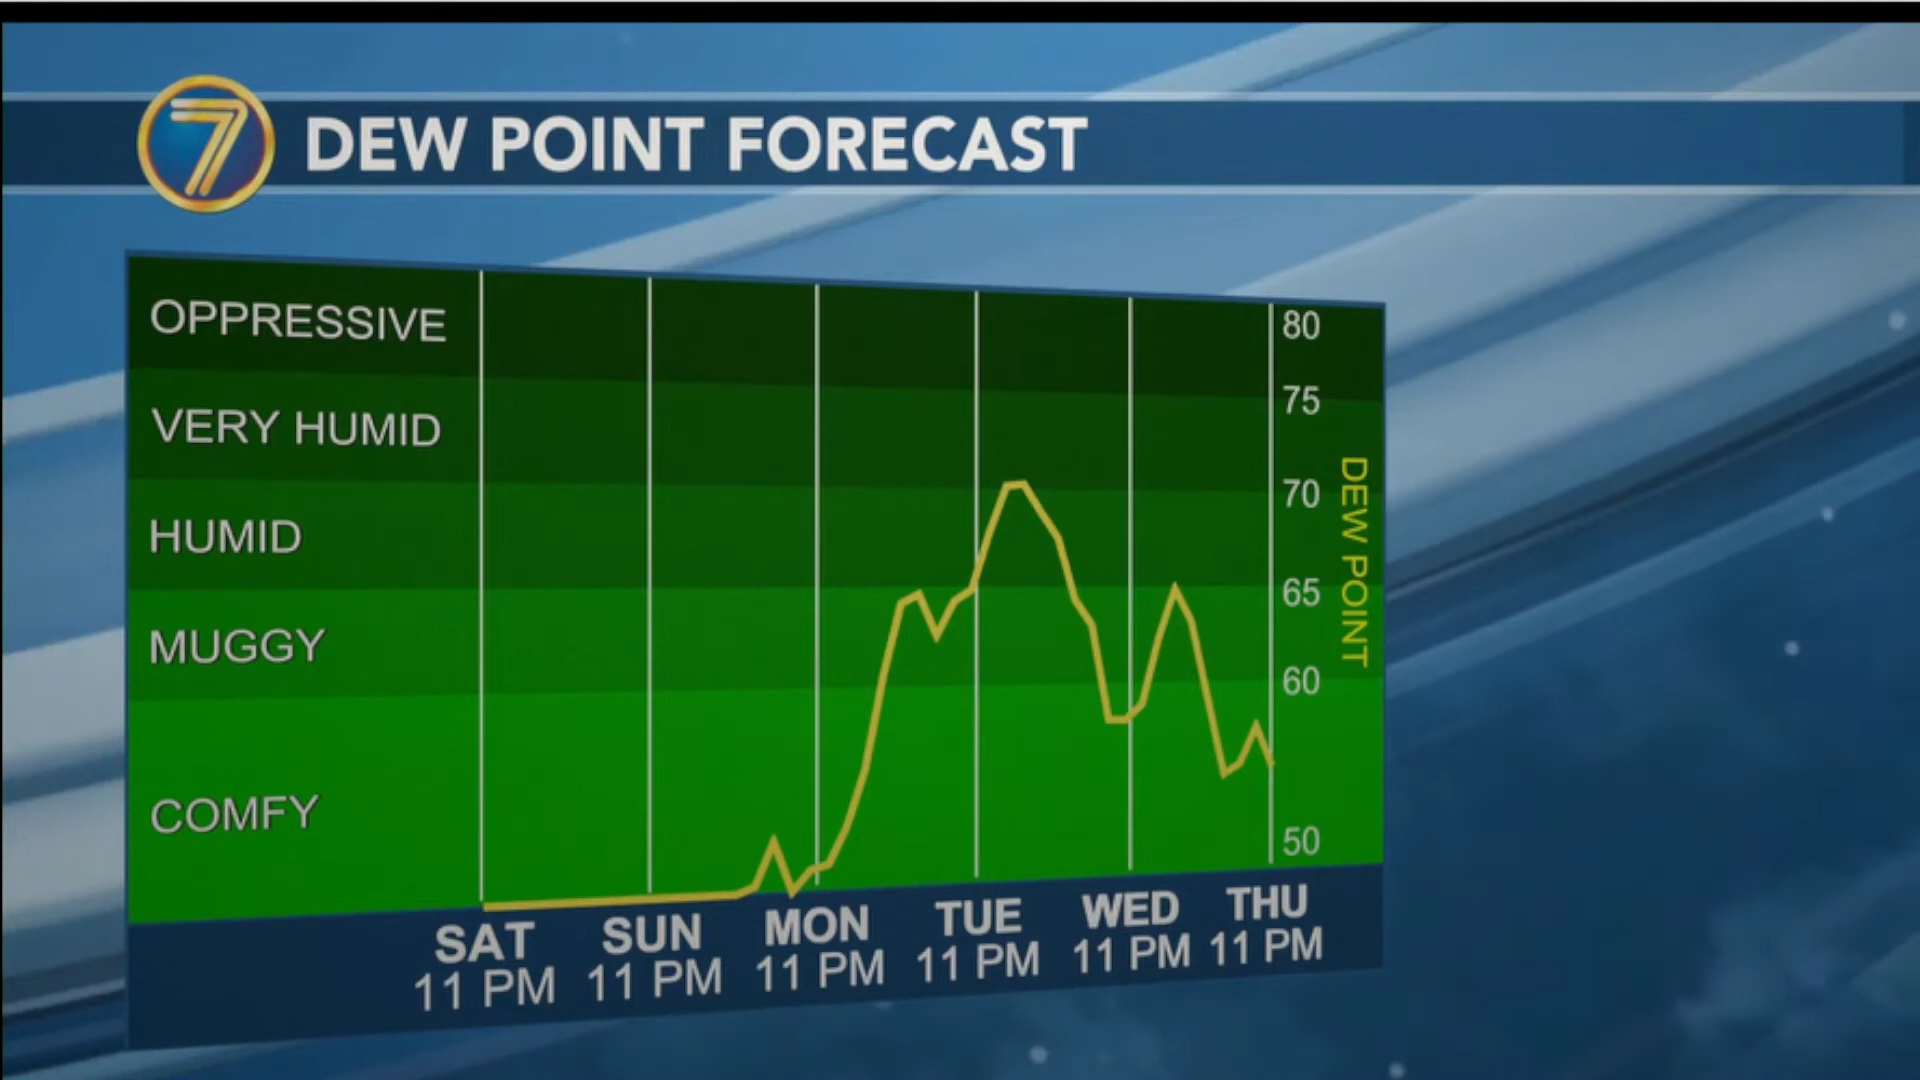 7 DEW POINT FORECAST
OPPRESSIVE
VERY HUMID
HUMID
MUGGY
COMFY
80
75
70
65
60
50
DEW POINT
SAT SUN MON TUE WED THU
11 PM 11 PM 11 PM 11 PM 11 PM 11 PM